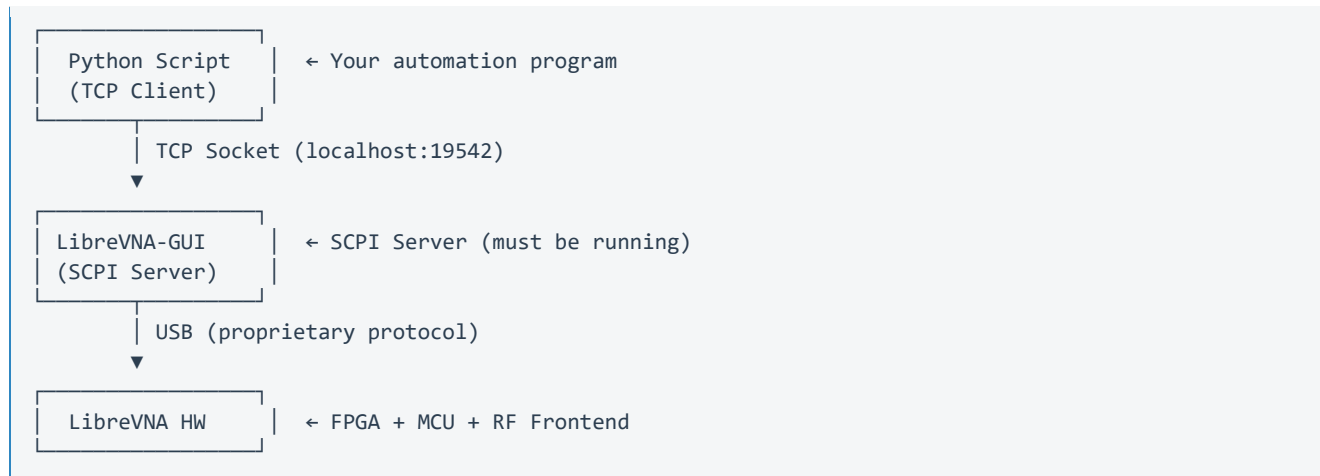 Python Script ← Your automation program
(TCP Client)
TCP Socket (localhost:19542)
LibreVNA-GUI ← SCPI Server (must be running)
(SCPI Server)
USB (proprietary protocol)
LibreVNA HW ← FPGA + MCU + RF Frontend